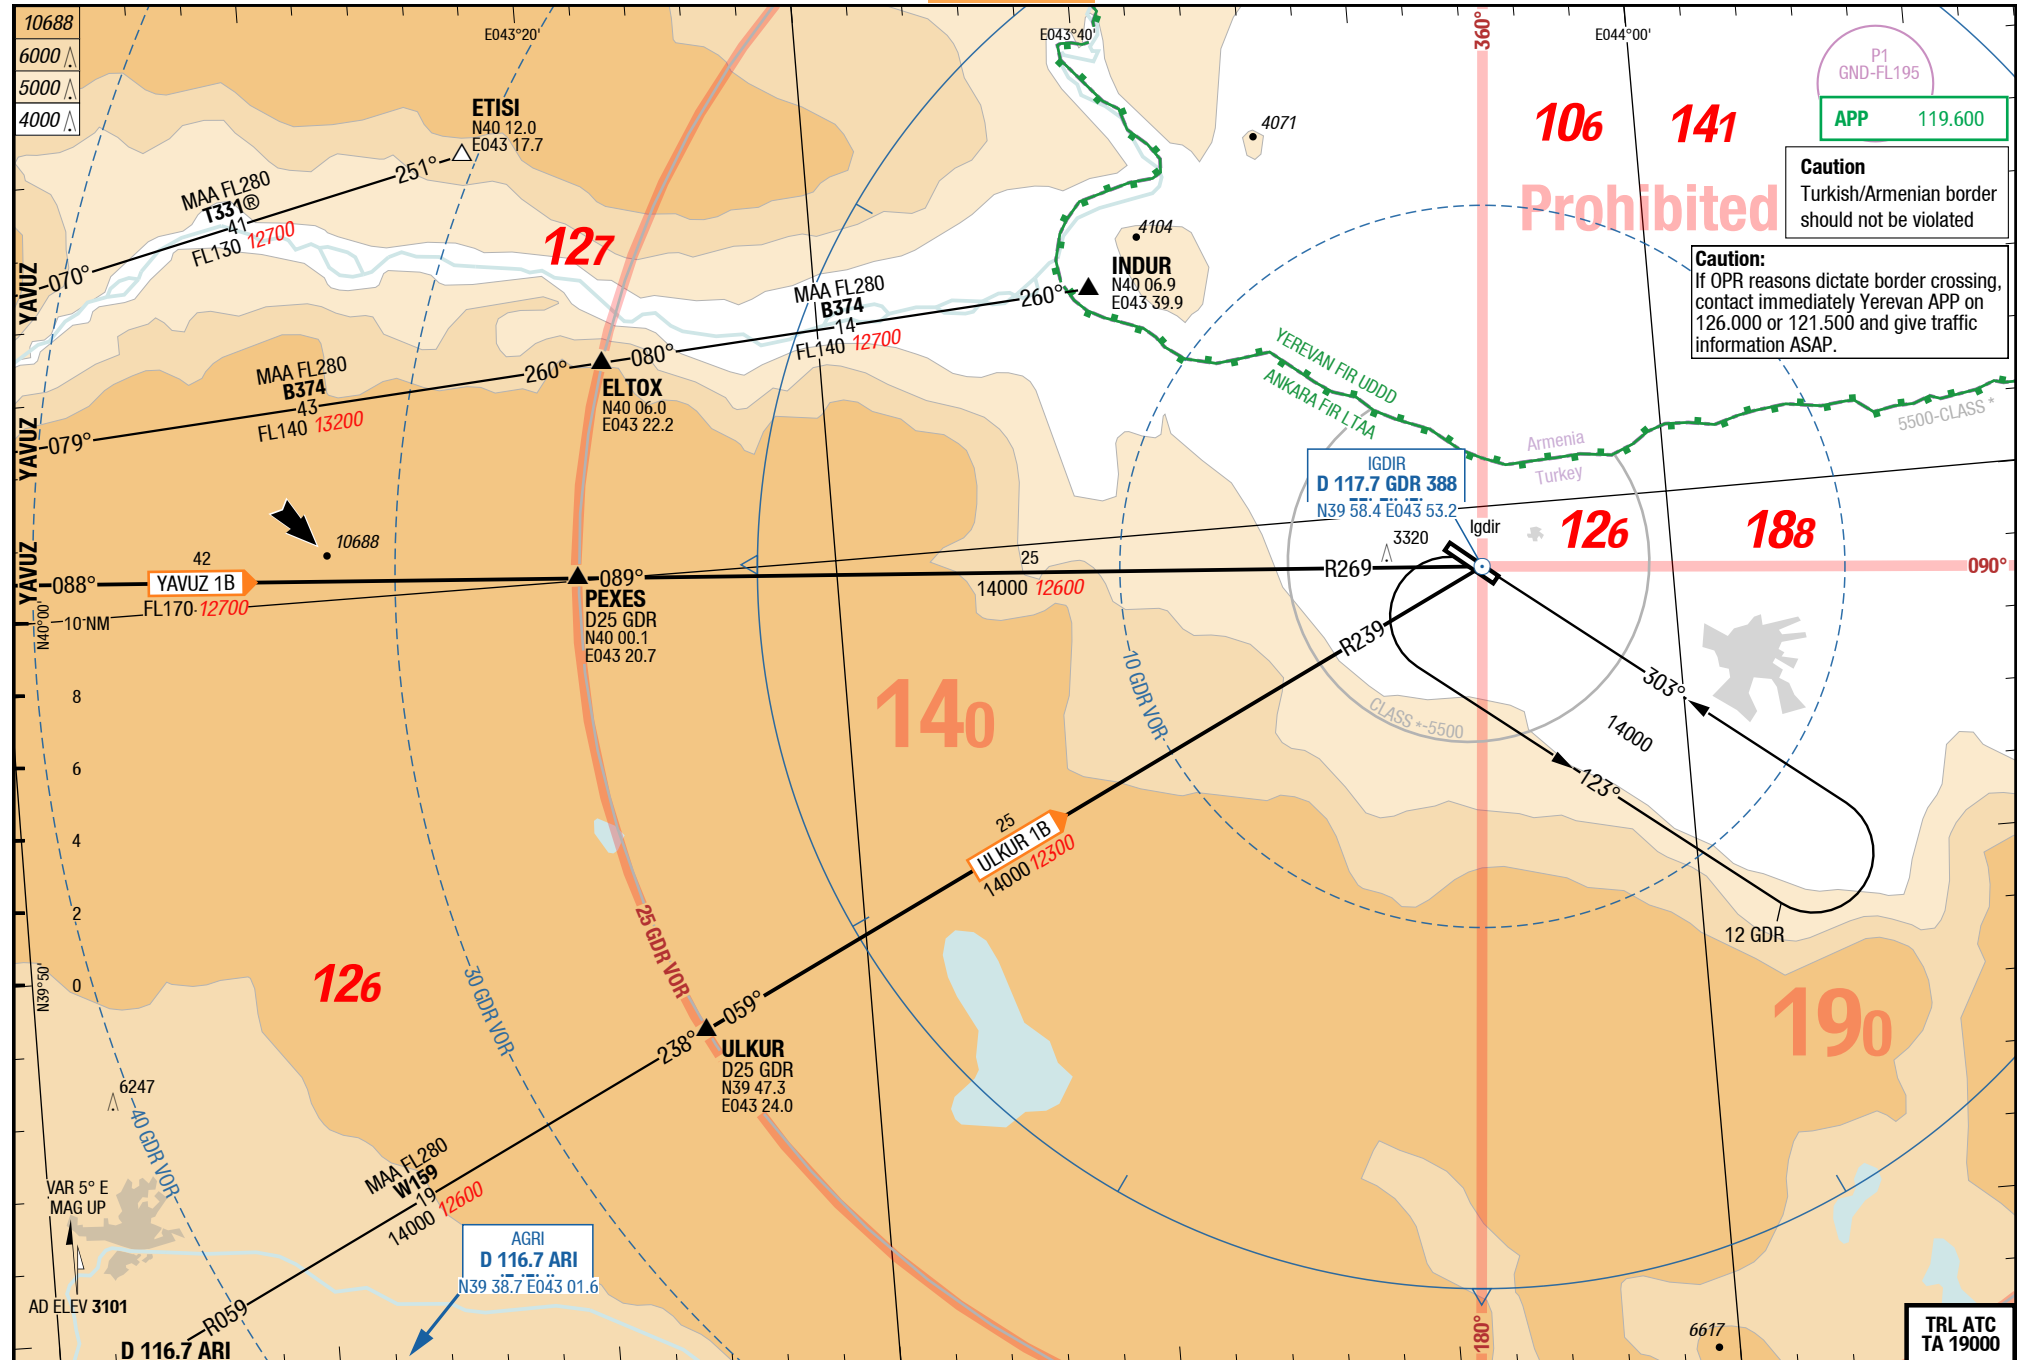 10688
6000
5000
4000
E043°20'
E043°40'
360°
E044°00'
P1
GND-FL195
APP 119.600
106
141
Prohibited
Caution
Turkish/Armenian border
should not be violated
Caution:
If OPR reasons dictate border crossing,
contact immediately Yerevan APP on
126.000 or 121.500 and give traffic
information ASAP.
ETISI
N40 12.0
E043 17.7
251°
MAA FL280
T331®
41
FL130 12700
070°
YAVUZ
127
4071
4104
INDUR
N40 06.9
E043 39.9
260°
MAA FL280
B374
14
FL140 12700
080°
ELTOX
N40 06.0
E043 22.2
260°
MAA FL280
B374
43
FL140 13200
079°
YAVUZ
YEREVAN FIR UDDD
ANKARA FIR LTAA
Armenia
Turkey
5500-CLASS *
IGDIR
D 117.7 GDR 388
N39 58.4 E043 53.2
Igdir
3320
126
188
090°
10688
42
YAVUZ
088°
YAVUZ 1B
FL170 12700
N40°00'
10 NM
8
6
4
2
0
N39°50'
089°
PEXES
D25 GDR
N40 00.1
E043 20.7
25
14000 12600
R269
R239
140
10 GDR VOR
CLASS *-5500
303°
14000
123°
12 GDR
190
25
ULKUR 1B
14000 12300
25 GDR VOR
30 GDR VOR
40 GDR VOR
126
059°
238°
ULKUR
D25 GDR
N39 47.3
E043 24.0
6247
MAA FL280
W159
19
14000 12600
VAR 5° E
MAG UP
AD ELEV 3101
R059
D 116.7 ARI
AGRI
D 116.7 ARI
N39 38.7 E043 01.6
180°
6617
TRL ATC
TA 19000